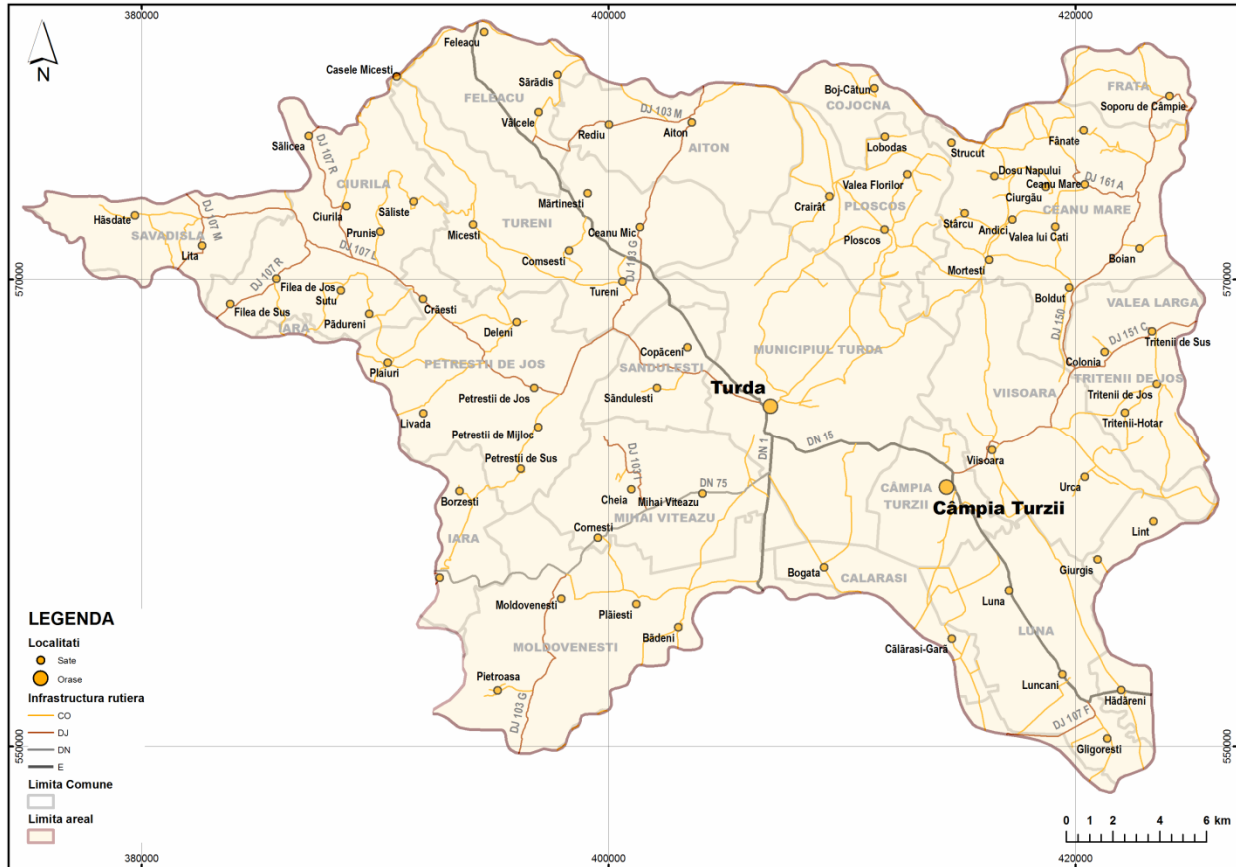 380000
400000
420000
N
Feleacu
Casele Micesti
Sărădis
FELEACU
Vâlcele
Rediu
DJ 103 M
Aiton
AITON
Boj-Cătun
COJOCNA
FRATA
Soporu de Câmpie
Sălicea
DJ 107 R
Lobodas
Strucut
Fânate
CIURILA
Mărtinesti
Valea Florilor
Dosu Napului
Ceanu Mare
DJ 161 A
Ciurgău
CEANU MARE
Crairât
PLOSCOS
Hăsdate
SAVADISLA
DJ 107 M
Lita
Ciurila
Săliste
Prunis
TURENI
Micesti
Ceanu Mic
DJ 103 G
Ploscos
Stârcu
Andici
Valea lui Cati
Comsesti
Boian
DJ 107 L
Mortesti
570000
570000
DJ 107 R
Filea de Jos
Sutu
Tureni
Boldut
VALEA LARGA
Filea de Sus
Crăesti
IARA
Pădureni
Deleni
DJ 150
DJ 151 C
Tritenii de Sus
Copăceni
MUNICIPIUL TURDA
Colonia
Plaiuri
PETRESTII DE JOS
SANDULESTI
TRITENII DE JOS
Turda
VIISOARA
Petrestii de Jos
Săndulesti
Tritenii de Jos
Livada
Tritenii-Hotar
Petrestii de Mijloc
DN 1
DN 15
Petrestii de Sus
DJ 103 I
Viisoara
Borzesti
Cheia
DN 75
Mihai Viteazu
CÂMPIA
TURZII
Urca
Câmpia Turzii
MIHAI VITEAZU
Cornesti
Lint
IARA
Giurgis
Bogata
CALARASI
Moldovenesti
Plăiesti
Luna
LEGENDA
Bădeni
LUNA
Localitati
MOLDOVENESTI
Călărasi-Gară
Sate
Orase
Pietroasa
Luncani
Hădăreni
Infrastructura rutiera
CO
DJ 103 G
DJ 107 F
DJ
Gligoresti
550000
550000
DN
E
Limita Comune
Limita areal
0 1 2 4 6 km
380000
400000
420000